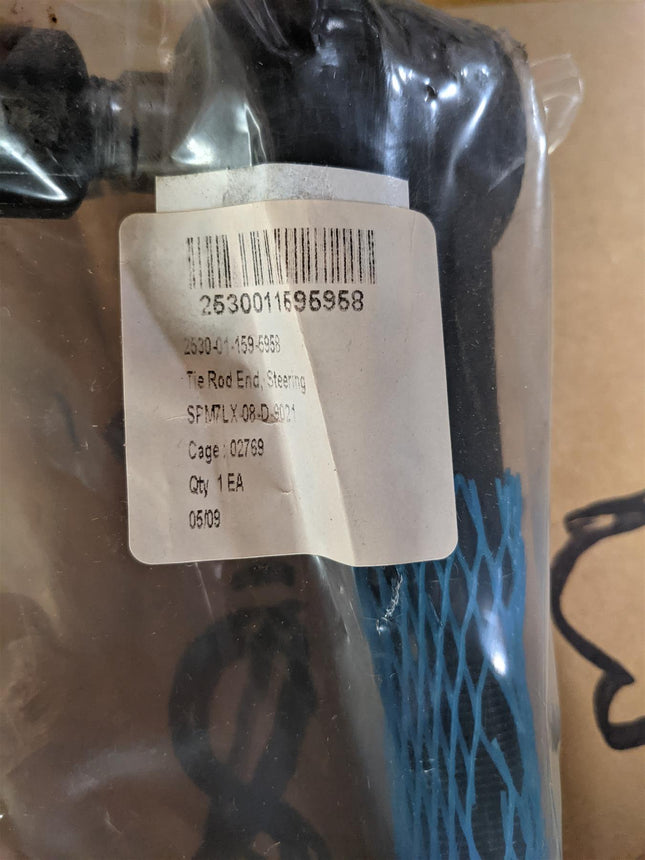 2530011595958
2530-01-159-5958
Tie Rod End, Steering
SPM7LX-08-D-9021
Cage : 02769
Qty 1 EA
05/09